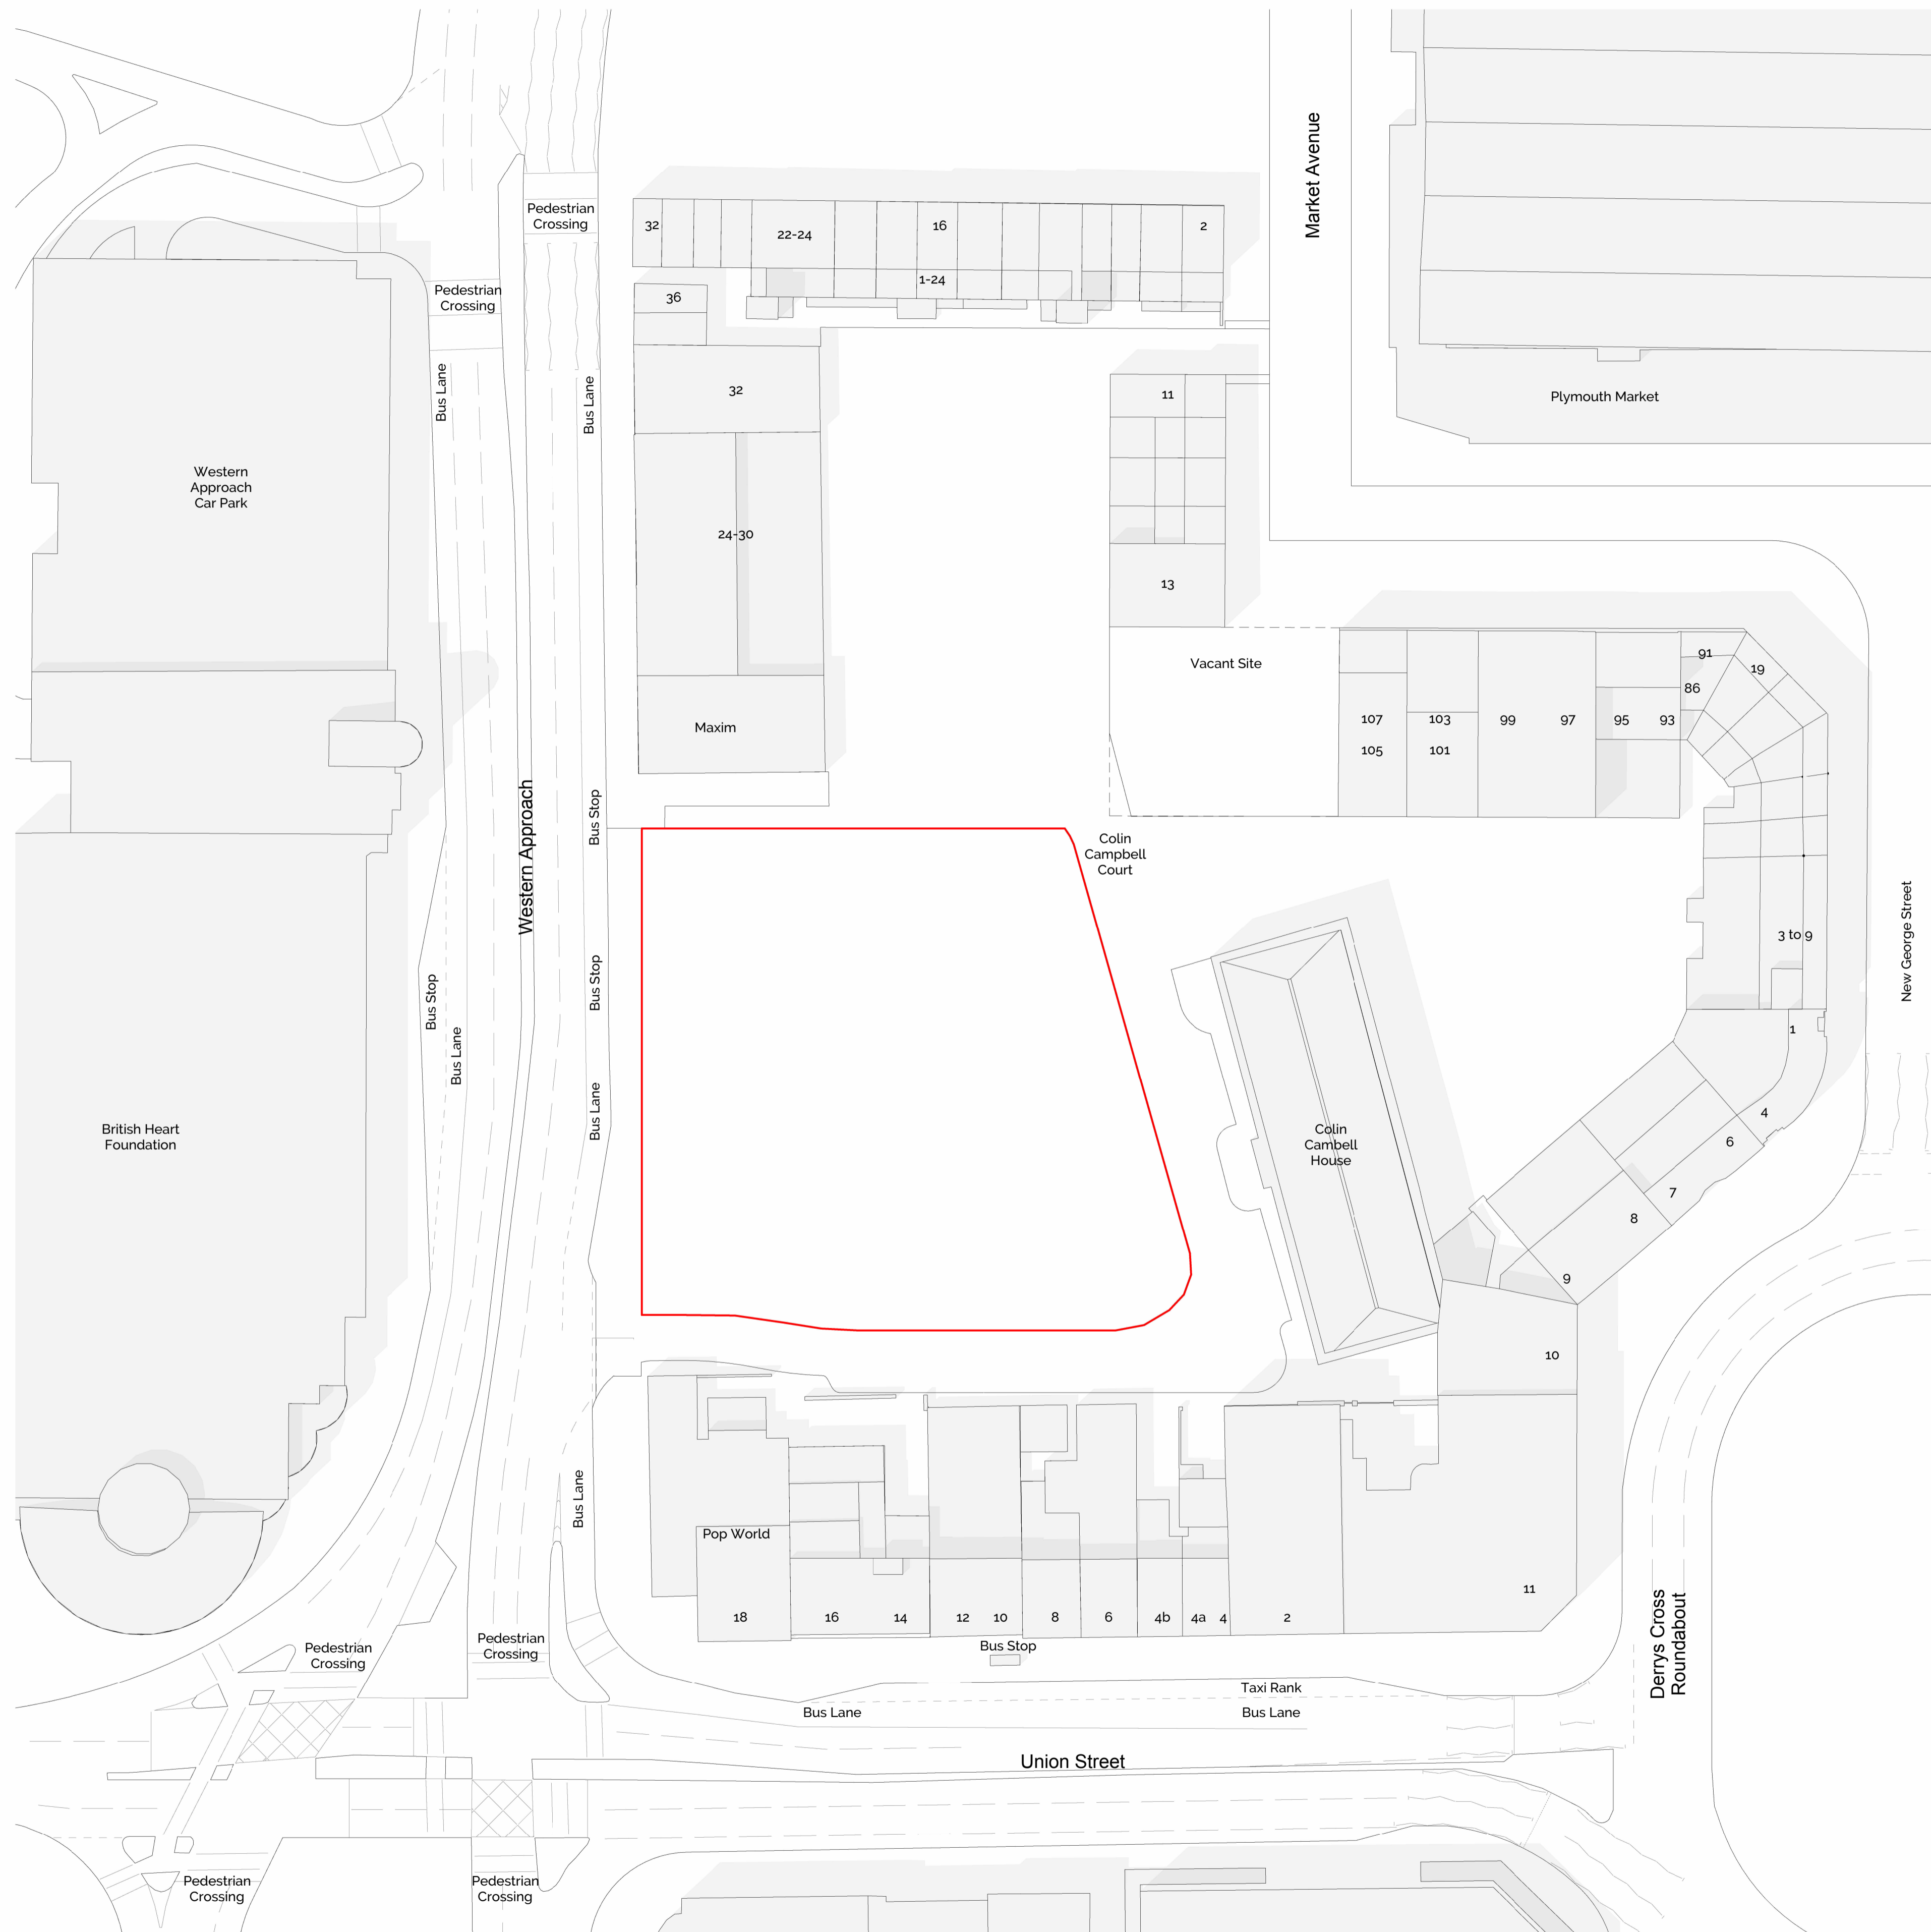 Market Avenue
Pedestrian
Crossing
32
22-24
16
2
1-24
Pedestrian
Crossing
36
Bus Lane
Bus Lane
32
11
Plymouth Market
Western
Approach
Car Park
24-30
13
Vacant Site
91
19
86
Maxim
107
103
99
97
95
93
105
101
Western Approach
Bus Stop
Colin
Campbell
Court
3 to 9
New George Street
Bus Stop
Bus Stop
Bus Lane
1
Bus Lane
British Heart
Foundation
Colin
Cambell
House
4
6
7
8
9
10
Bus Lane
Pop World
18
16
14
12
10
8
6
4b
4a
4
2
11
Derrys Cross
Roundabout
Pedestrian
Crossing
Pedestrian
Crossing
Bus Stop
Taxi Rank
Bus Lane
Bus Lane
Union Street
Pedestrian
Crossing
Pedestrian
Crossing